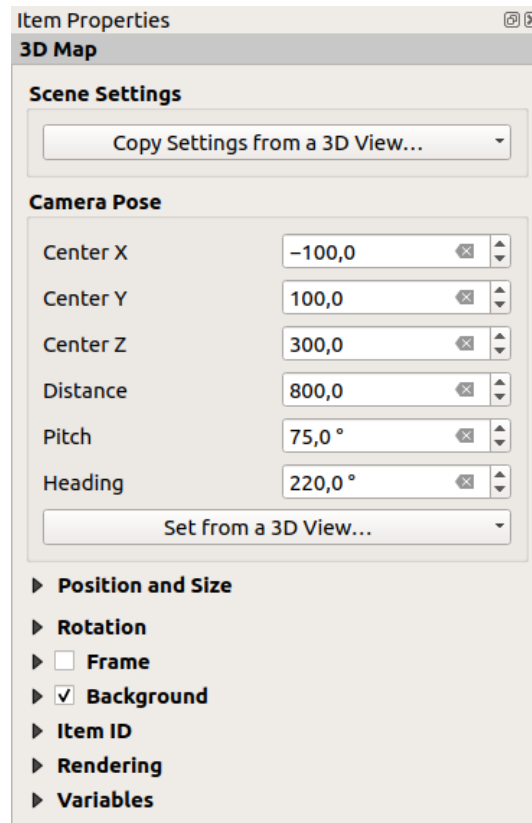 Item Properties
3D Map
Scene Settings
Copy Settings from a 3D View…
Camera Pose
Center X −100,0
Center Y 100,0
Center Z 300,0
Distance 800,0
Pitch 75,0 °
Heading 220,0 °
Set from a 3D View…
Position and Size
Rotation
Frame
Background
Item ID
Rendering
Variables